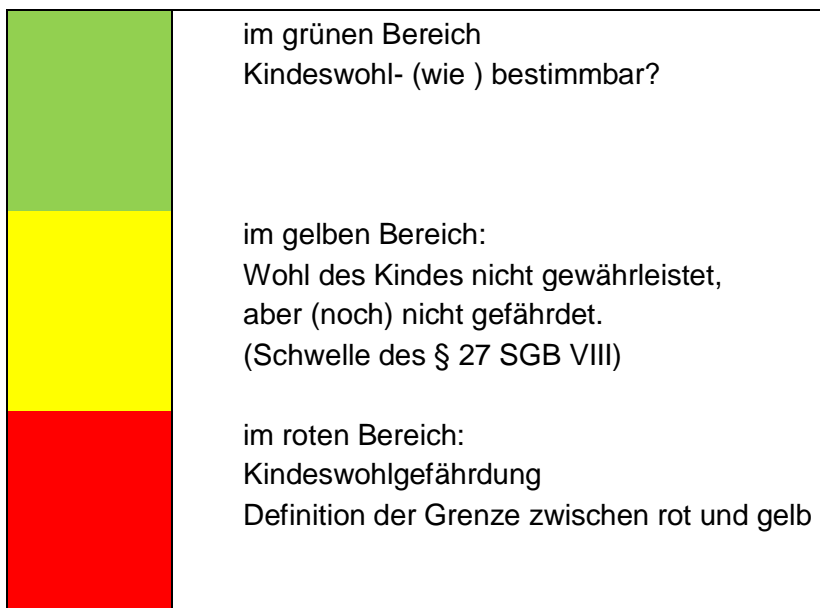 im grünen Bereich
Kindeswohl- (wie ) bestimmbar?
im gelben Bereich:
Wohl des Kindes nicht gewährleistet,
aber (noch) nicht gefährdet.
(Schwelle des § 27 SGB VIII)
im roten Bereich:
Kindeswohlgefährdung
Definition der Grenze zwischen rot und gelb